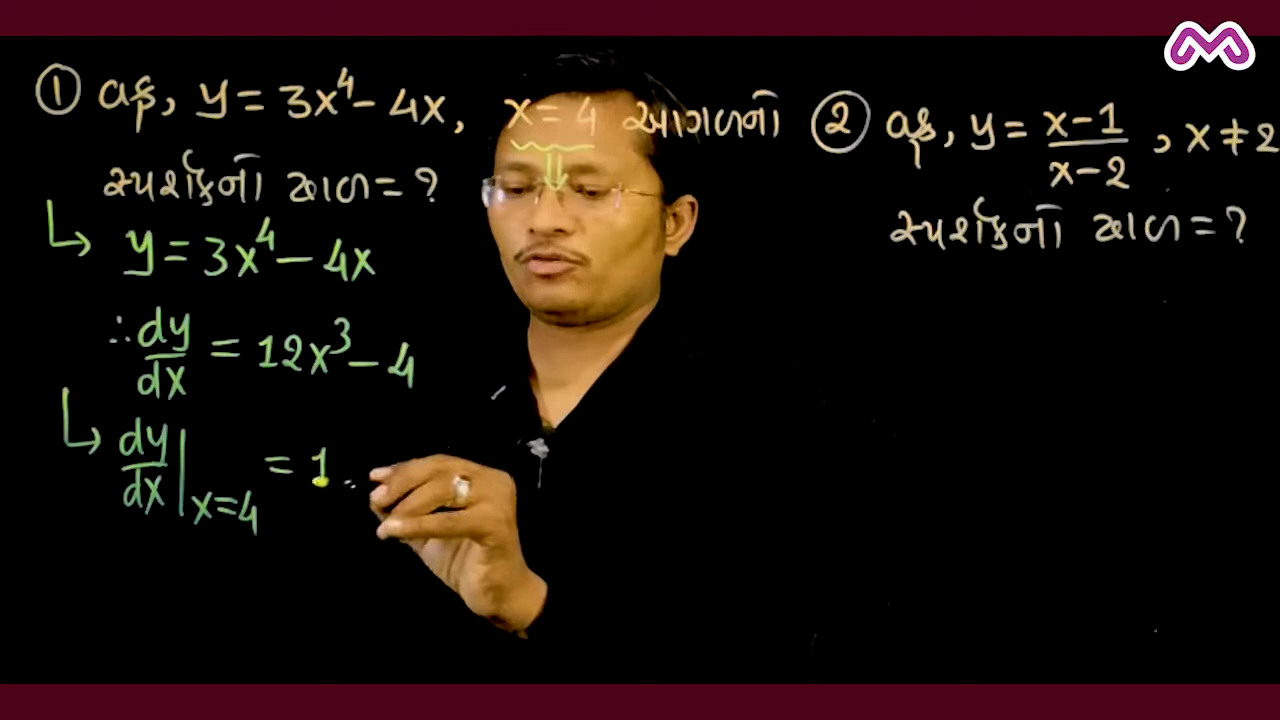 ① વક્ર, y = 3x⁴ - 4x, x = 4 આગળનો
સ્પર્શકનો ઢાળ = ?
y = 3x⁴ - 4x
∴ dy/dx = 12x³ - 4
dy/dx|x=4 = 1
② વક્ર, y = x-1/x-2, x ≠ 2
સ્પર્શકનો ઢાળ = ?